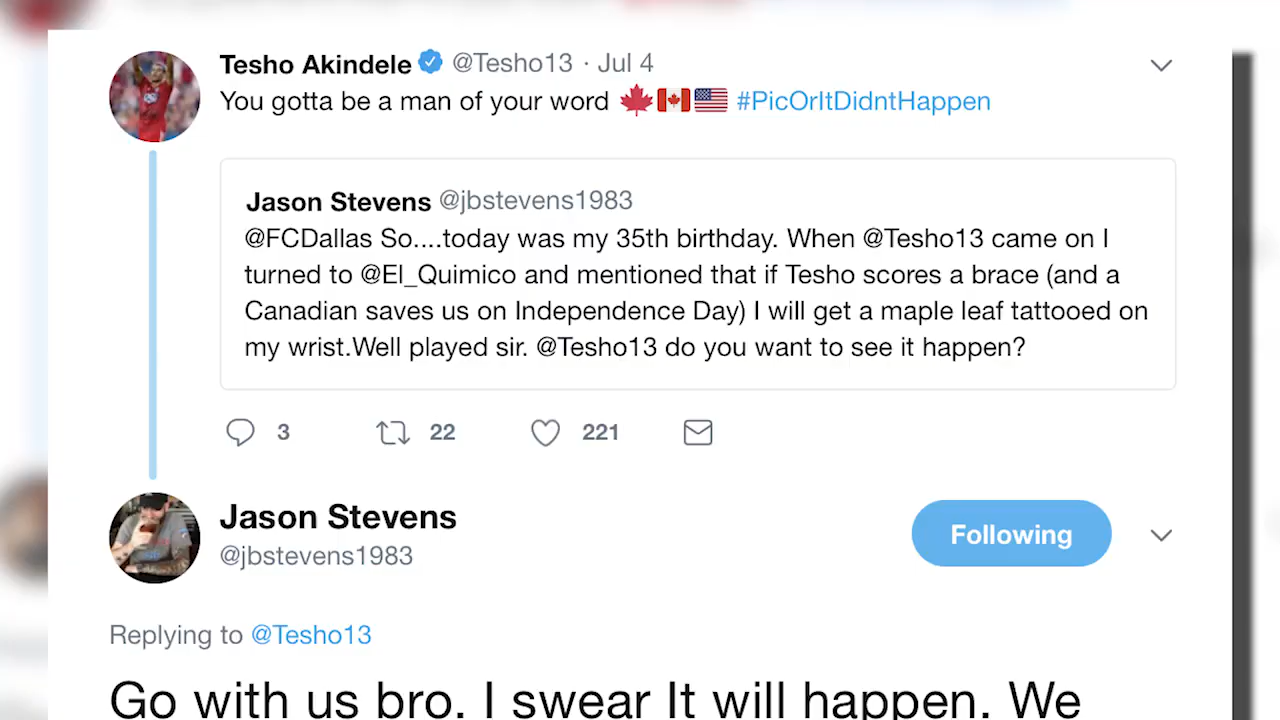 Tesho Akindele @Tesho13 · Jul 4
You gotta be a man of your word 🍁🇨🇦🇺🇸 #PicOrItDidntHappen
Jason Stevens @jbstevens1983
@FCDallas So....today was my 35th birthday. When @Tesho13 came on I
turned to @El_Quimico and mentioned that if Tesho scores a brace (and a
Canadian saves us on Independence Day) I will get a maple leaf tattooed on
my wrist.Well played sir. @Tesho13 do you want to see it happen?
3 22 221
Jason Stevens
@jbstevens1983
Following
Replying to @Tesho13
Go with us bro. I swear It will happen. We